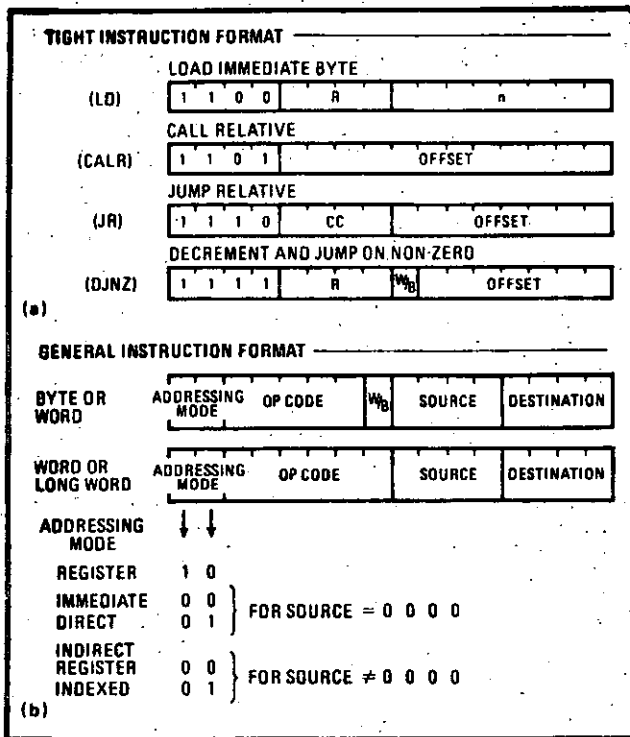 TIGHT INSTRUCTION FORMAT
LOAD IMMEDIATE BYTE
(LD) 1 1 0 0 R n
CALL RELATIVE
(CALR) 1 1 0 1 OFFSET
JUMP RELATIVE
(JR) 1 1 1 0 CC OFFSET
DECREMENT AND JUMP ON NON-ZERO
(DJNZ) 1 1 1 1 R W/B OFFSET
(a)
GENERAL INSTRUCTION FORMAT
BYTE OR WORD ADDRESSING MODE OP CODE W/B SOURCE DESTINATION
WORD OR LONG WORD ADDRESSING MODE OP CODE SOURCE DESTINATION
ADDRESSING MODE
REGISTER 1 0
IMMEDIATE 0 0
DIRECT 0 1
FOR SOURCE = 0 0 0 0
INDIRECT
REGISTER 0 0
INDEXED 0 1
FOR SOURCE ≠ 0 0 0 0
(b)